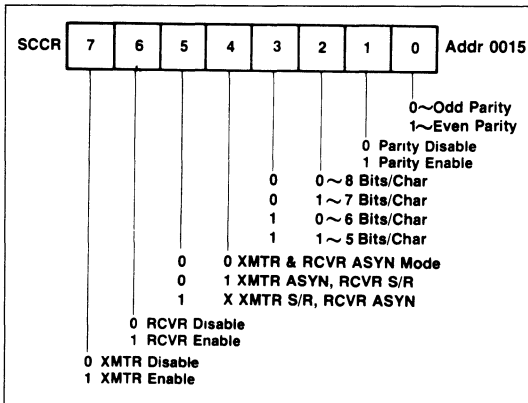 SCCR 7 6 5 4 3 2 1 0 Addr 0015
0~Odd Parity
1~Even Parity
0 Parity Disable
1 Parity Enable
0 0~8 Bits/Char
0 1~7 Bits/Char
1 0~6 Bits/Char
1 1~5 Bits/Char
0 0 XMTR & RCVR ASYN Mode
0 1 XMTR ASYN, RCVR S/R
1 X XMTR S/R, RCVR ASYN
0 RCVR Disable
1 RCVR Enable
0 XMTR Disable
1 XMTR Enable